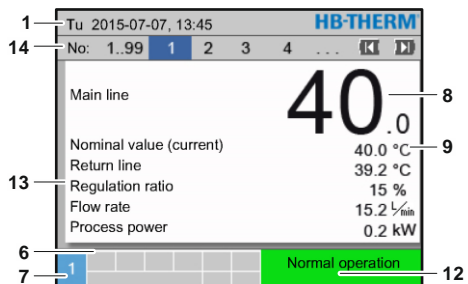 1 Tu 2015-07-07, 13:45 HB-THERM
14 No: 1..99 1 2 3 4 ...
Main line 40.0 8
Nominal value (current) 40.0 °C 9
Return line 39.2 °C
13 Regulation ratio 15 %
Flow rate 15.2 L/min
Process power 0.2 kW
6
7 1 Normal operation 12